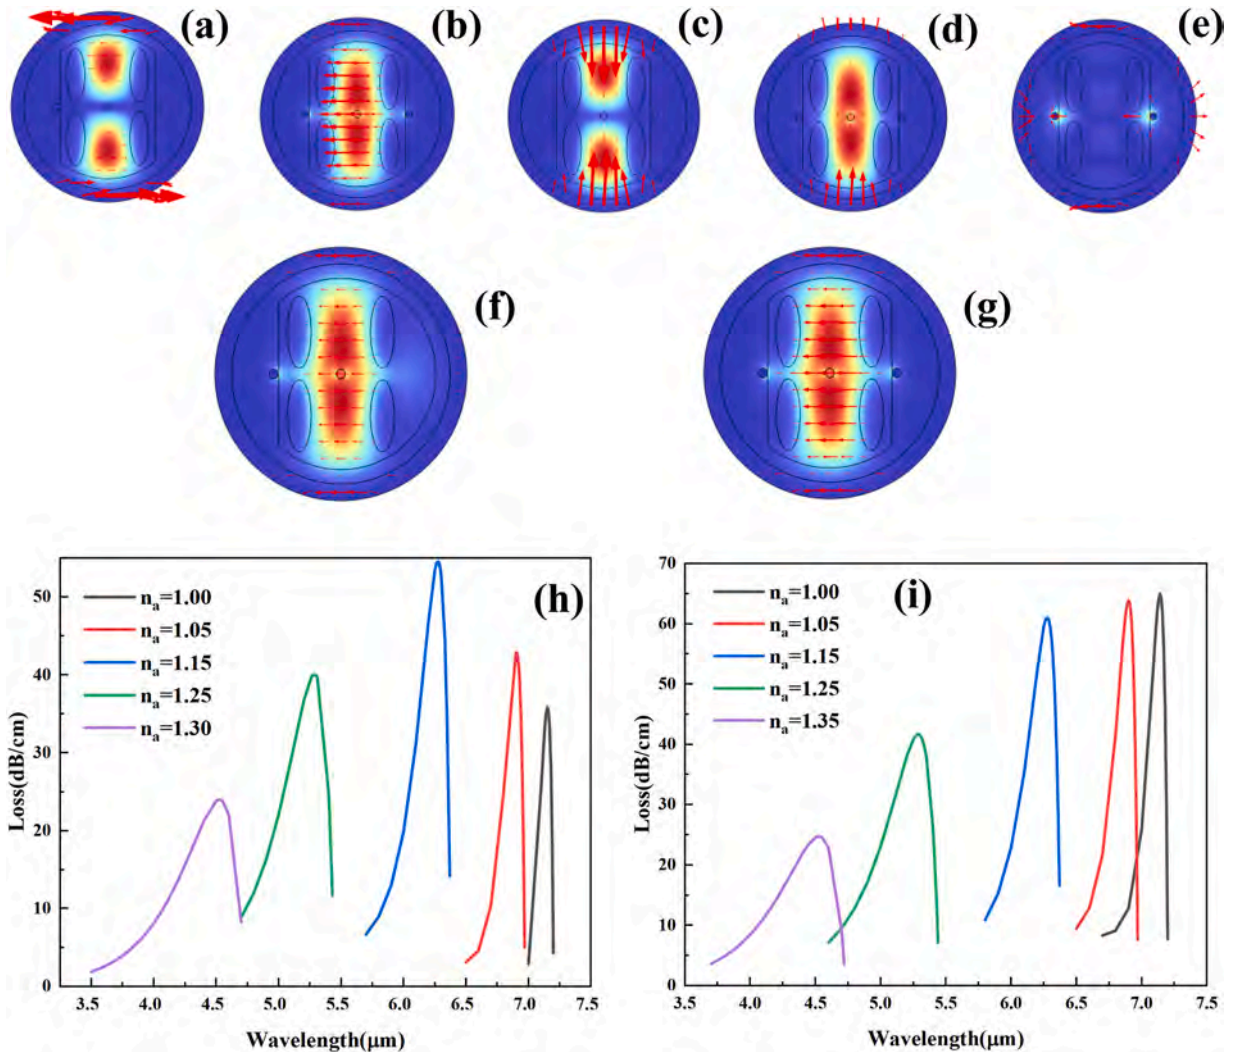 (a)
(b)
(c)
(d)
(e)
(f)
(g)
(h)
nₐ=1.00
nₐ=1.05
nₐ=1.15
nₐ=1.25
nₐ=1.30
Loss(dB/cm)
50
40
30
20
10
0
3.5 4.0 4.5 5.0 5.5 6.0 6.5 7.0 7.5
Wavelength(μm)
(i)
nₐ=1.00
nₐ=1.05
nₐ=1.15
nₐ=1.25
nₐ=1.35
Loss(dB/cm)
70
60
50
40
30
20
10
0
3.5 4.0 4.5 5.0 5.5 6.0 6.5 7.0 7.5
Wavelength(μm)